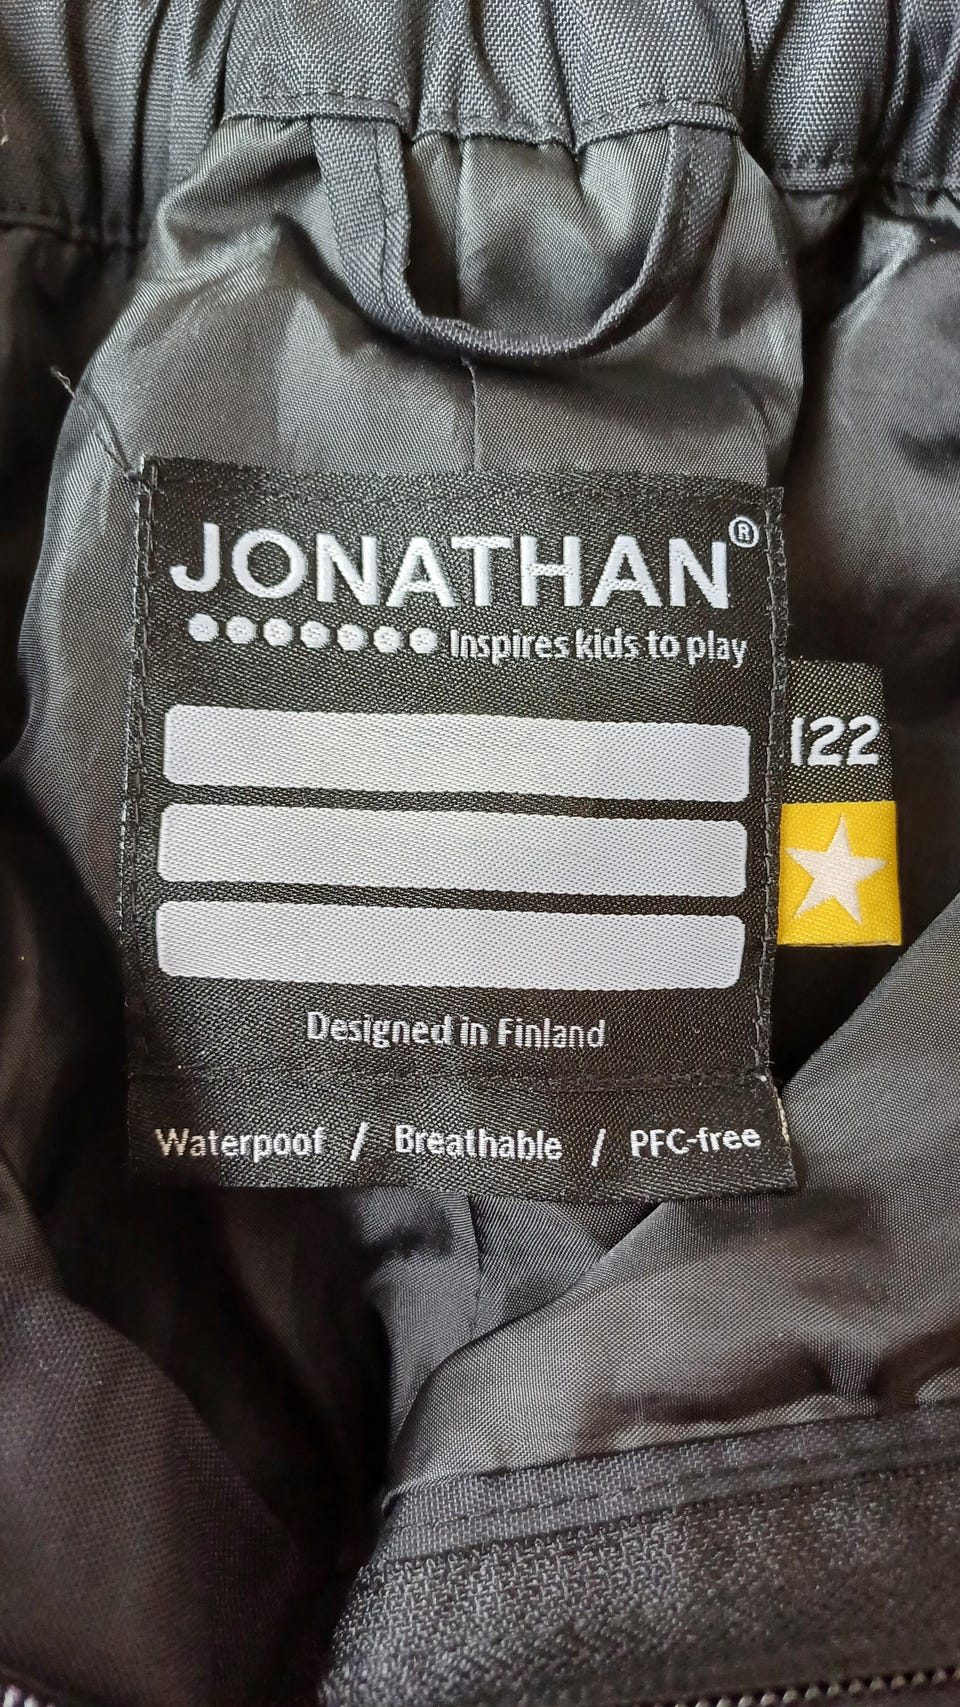 JONATHAN®
Inspires kids to play
122
Designed in Finland
Waterpoof / Breathable / PFC-free